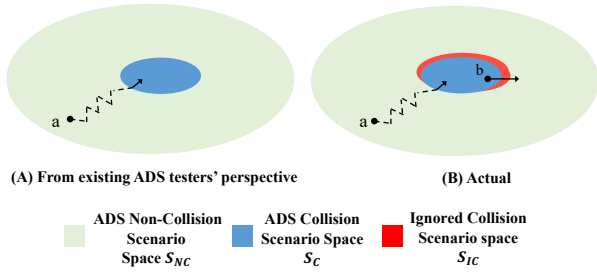 a
b
a
(A) From existing ADS testers' perspective
(B) Actual
ADS Non-Collision
Scenario
Space S_NC
ADS Collision
Scenario Space
S_C
Ignored Collision
Scenario space
S_IC